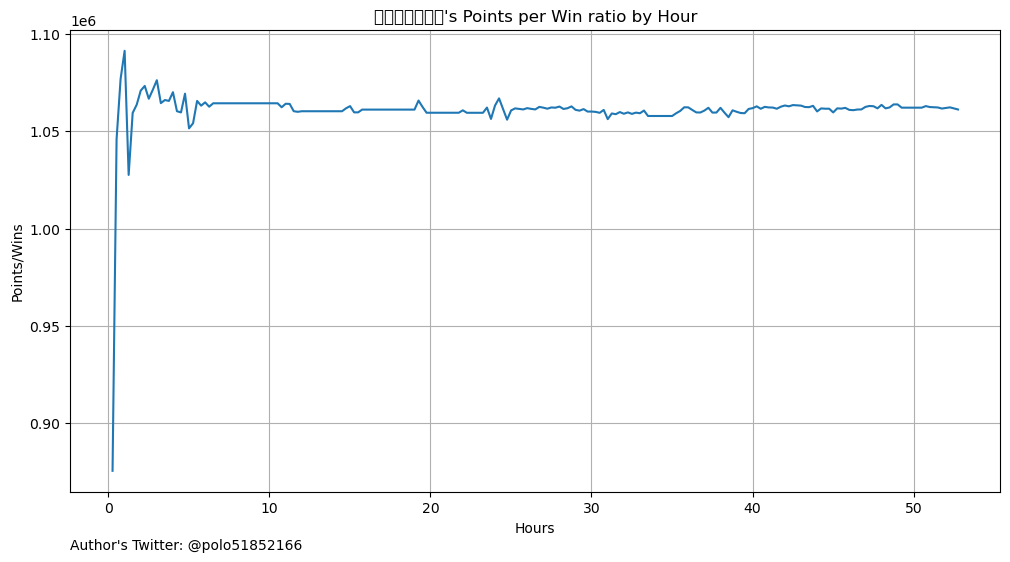 's Points per Win ratio by Hour
1e6
1.10
1.05
1.00
0.95
0.90
Points/Wins
0 10 20 30 40 50
Hours
Author's Twitter: @polo51852166